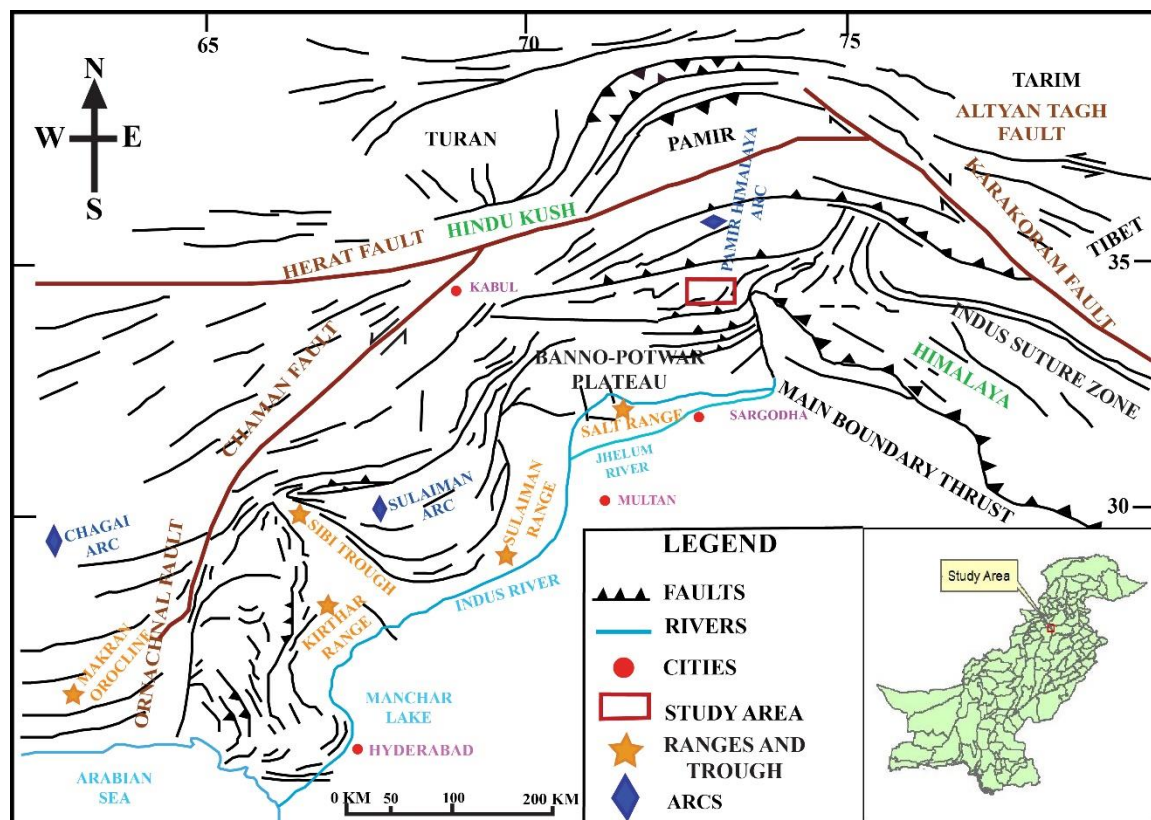 65
70
75
N
W
E
S
TURAN
PAMIR
TARIM
ALTYAN TAGH
FAULT
HERAT FAULT
HINDU KUSH
PAMIR HIMALAYA
ARC
KARAKORAM FAULT
TIBET
35
KABUL
CHAMAN FAULT
BANNO-POTWAR
PLATEAU
INDUS SUTURE ZONE
HIMALAYA
MAIN BOUNDARY THRUST
SALT RANGE
SARGODHA
JHELUM
RIVER
MULTAN
30
CHAGAI
ARC
SULAIMAN
ARC
SULAIMAN
RANGE
SIBI TROUGH
INDUS RIVER
KIRTHAR
RANGE
ORNACHNAL FAULT
MAKRAN
OROCLINE
MANCHAR
LAKE
HYDERABAD
ARABIAN
SEA
0 KM
50
100
200 KM
LEGEND
FAULTS
RIVERS
CITIES
STUDY AREA
RANGES AND
TROUGH
ARCS
Study Area